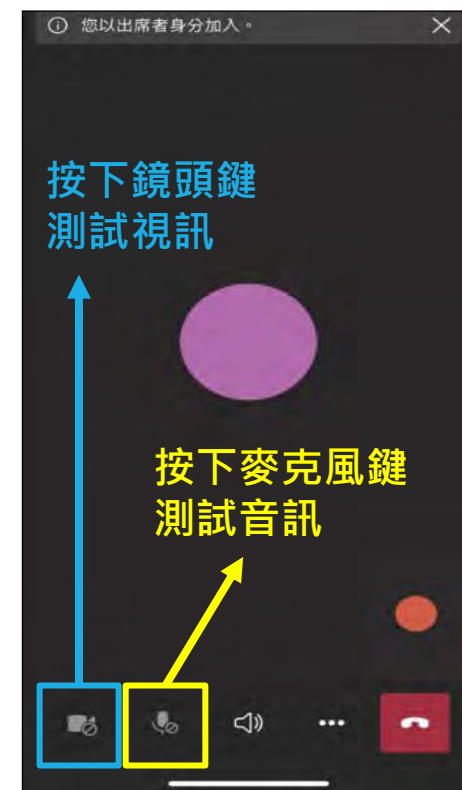 您以出席者身分加入。
按下鏡頭鍵
測試視訊
按下麥克風鍵
測試音訊